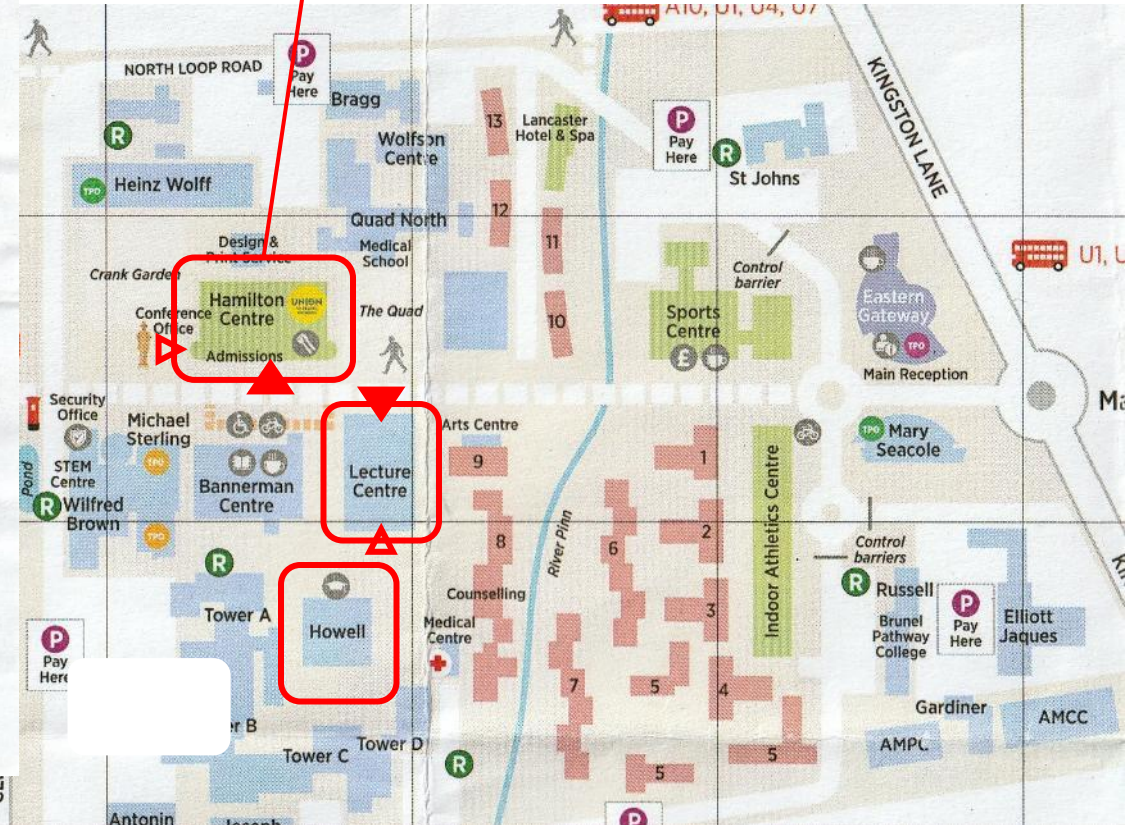 A10, U1, U4, U7
NORTH LOOP ROAD
P
Pay
Here
Bragg
R
Wolfson
Centre
13
Lancaster
Hotel & Spa
P
Pay
Here
R
St Johns
KINGSTON LANE
TPO
Heinz Wolff
12
Quad North
Design &
Print Service
Medical
School
11
Control
barrier
U1, U
Crank Garden
Hamilton
Centre
UNION
Conference
Office
The Quad
10
Sports
Centre
£
Eastern
Gateway
Admissions
TPO
Main Reception
Security
Office
Michael
Sterling
Arts Centre
TPO
Mary
Seacole
Ma
Pond
STEM
Centre
TPO
Bannerman
Centre
Lecture
Centre
9
1
Indoor Athletics Centre
R
Wilfred
Brown
TPO
8
River Pinn
6
2
Control
barriers
R
Tower A
Howell
Counselling
Medical
Centre
3
R
Russell
Brunel
Pathway
College
P
Pay
Here
Elliott
Jaques
P
Pay
Here
7
5
4
Gardiner
AMCC
er B
Tower C
Tower D
R
5
5
AMPC
Antonin
Joseph
P